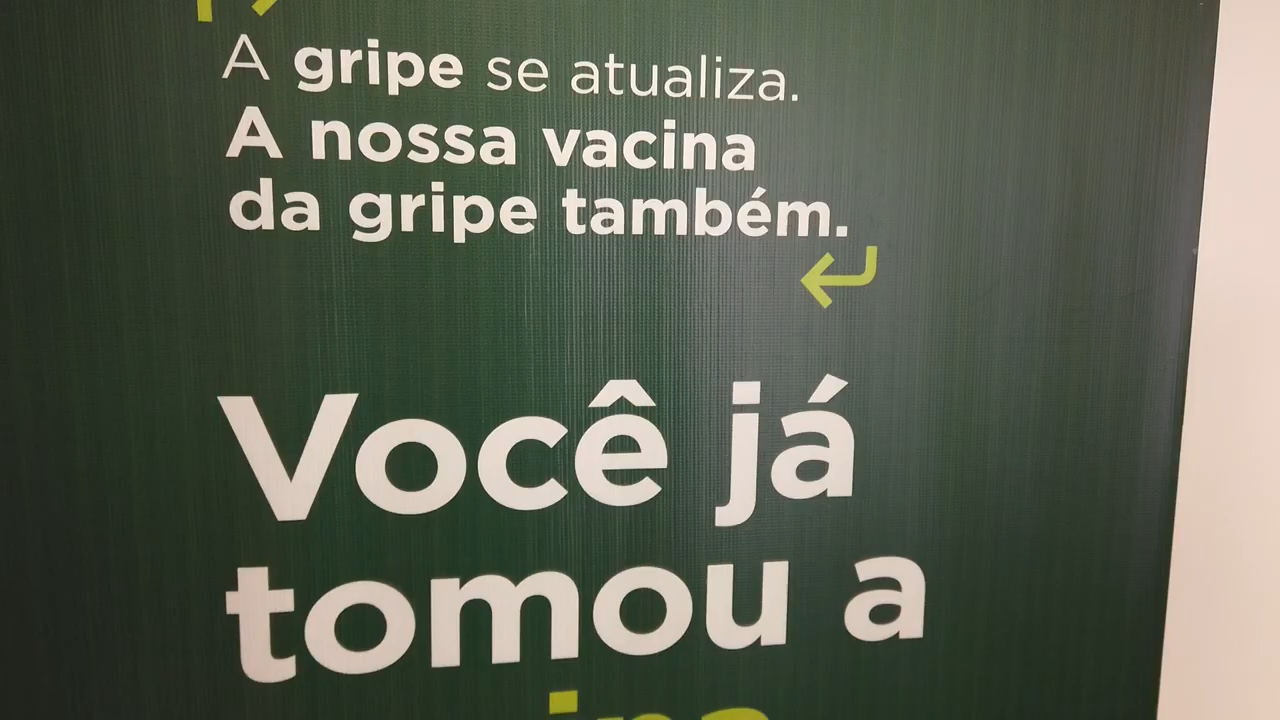 A gripe se atualiza.
A nossa vacina
da gripe também.
Você já
tomou a